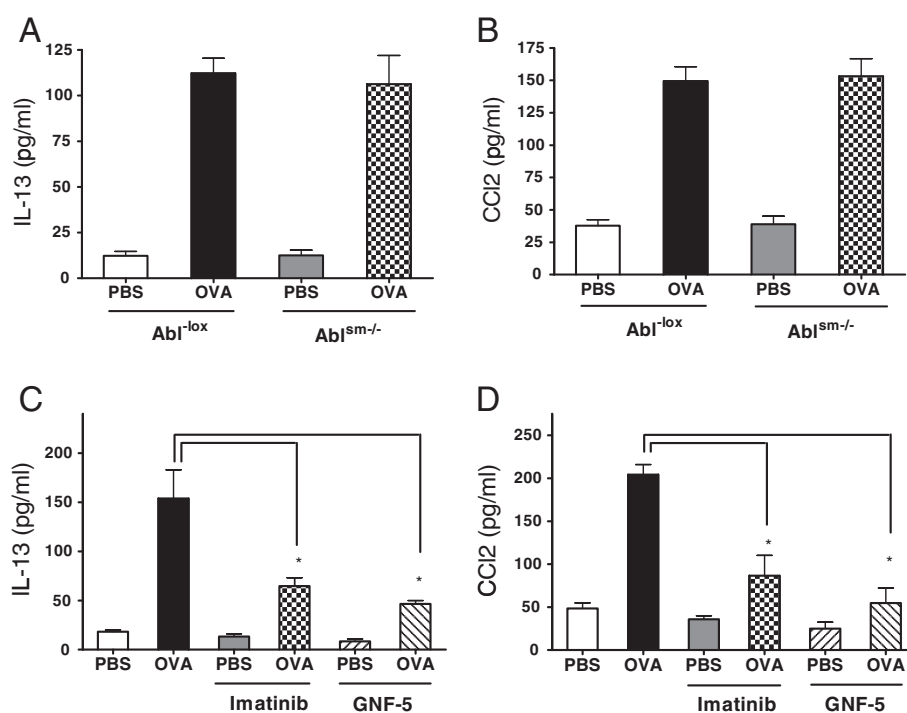 A
IL-13 (pg/ml)
125
100
75
50
25
0
PBS
OVA
PBS
OVA
Abl-lox
Ablsm-/-
B
CCl2 (pg/ml)
175
150
125
100
75
50
25
0
PBS
OVA
PBS
OVA
Abl-lox
Ablsm-/-
C
IL-13 (pg/ml)
200
150
100
50
0
*
*
PBS
OVA
PBS
OVA
PBS
OVA
Imatinib
GNF-5
D
CCl2 (pg/ml)
250
200
150
100
50
0
*
*
PBS
OVA
PBS
OVA
PBS
OVA
Imatinib
GNF-5